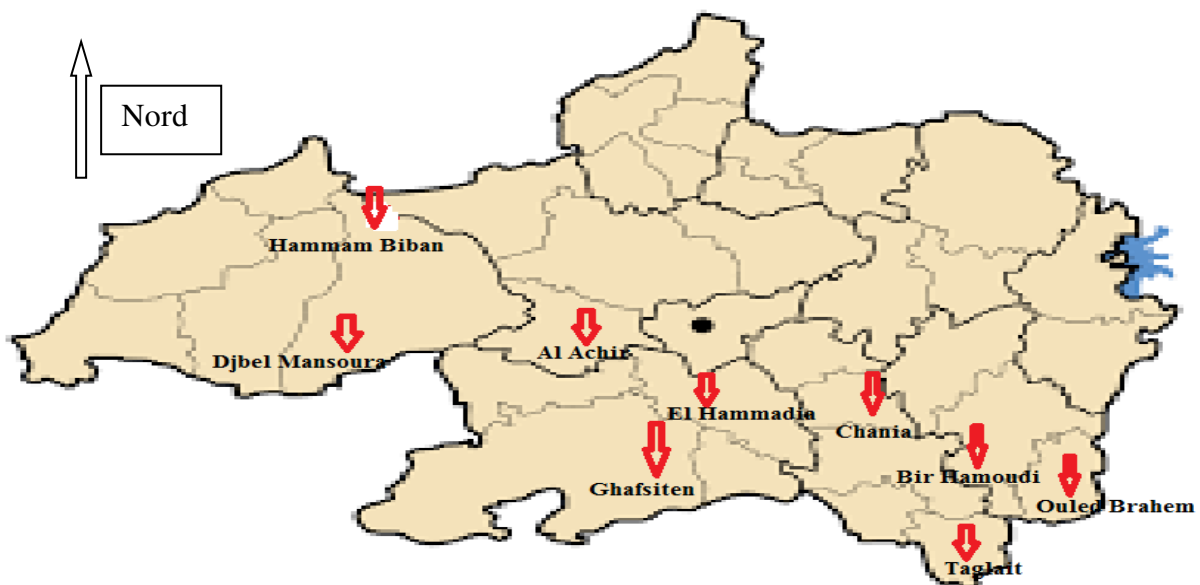 Nord
Hammam Biban
Djbel Mansoura
Al Achir
El Hammadia
Chania
Ghafsiten
Bir Hamoudi
Ouled Brahem
Taglait